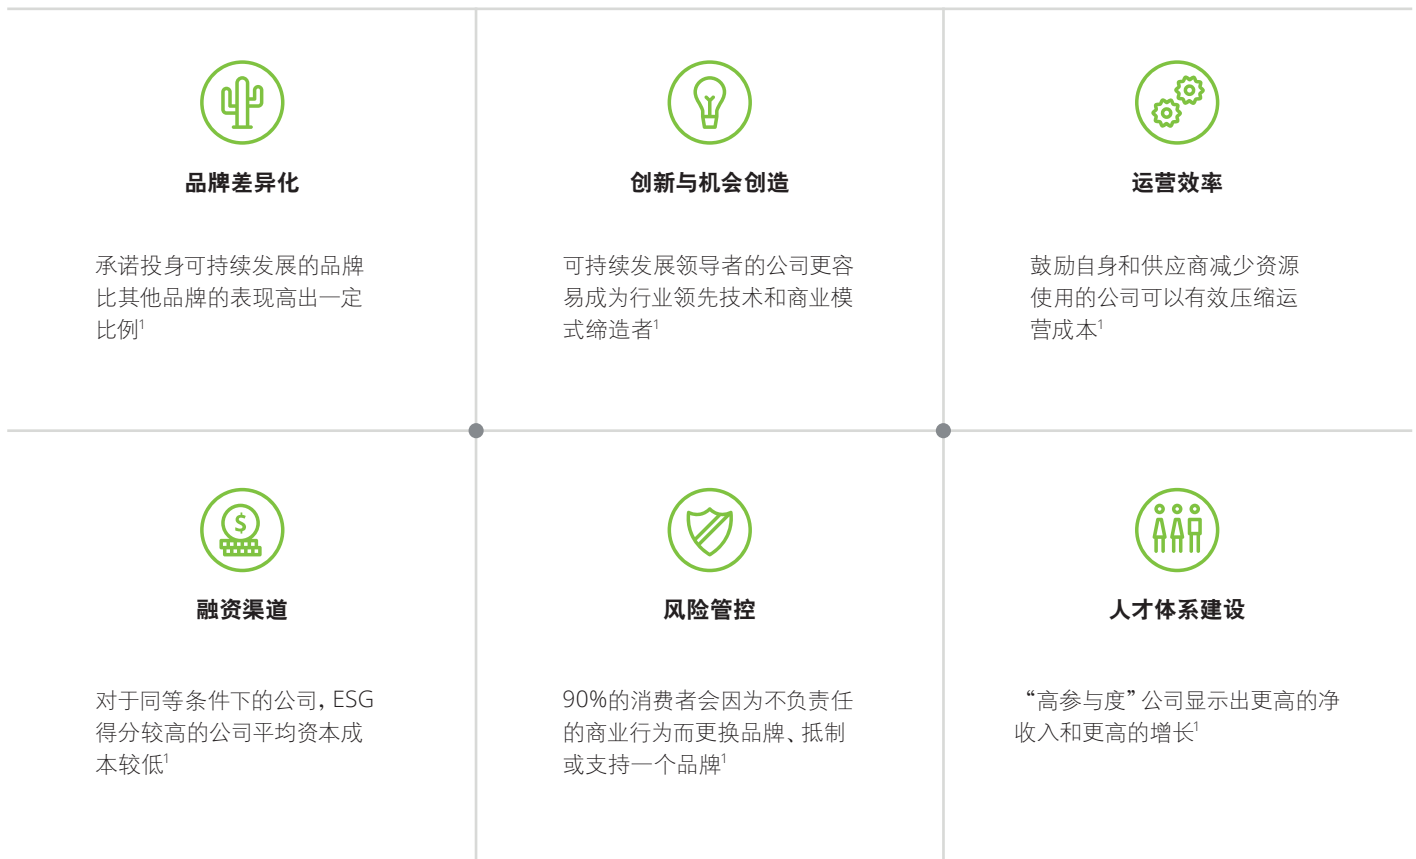 品牌差异化
承诺投身可持续发展的品牌
比其他品牌的表现高出一定
比例1
创新与机会创造
可持续发展领导者的公司更容
易成为行业领先技术和商业模
式缔造者1
运营效率
鼓励自身和供应商减少资源
使用的公司可以有效压缩运
营成本1
$
融资渠道
对于同等条件下的公司，ESG
得分较高的公司平均资本成
本较低1
风险管控
90%的消费者会因为不负责任
的商业行为而更换品牌、抵制
或支持一个品牌1
人才体系建设
“高参与度”公司显示出更高的净
收入和更高的增长1